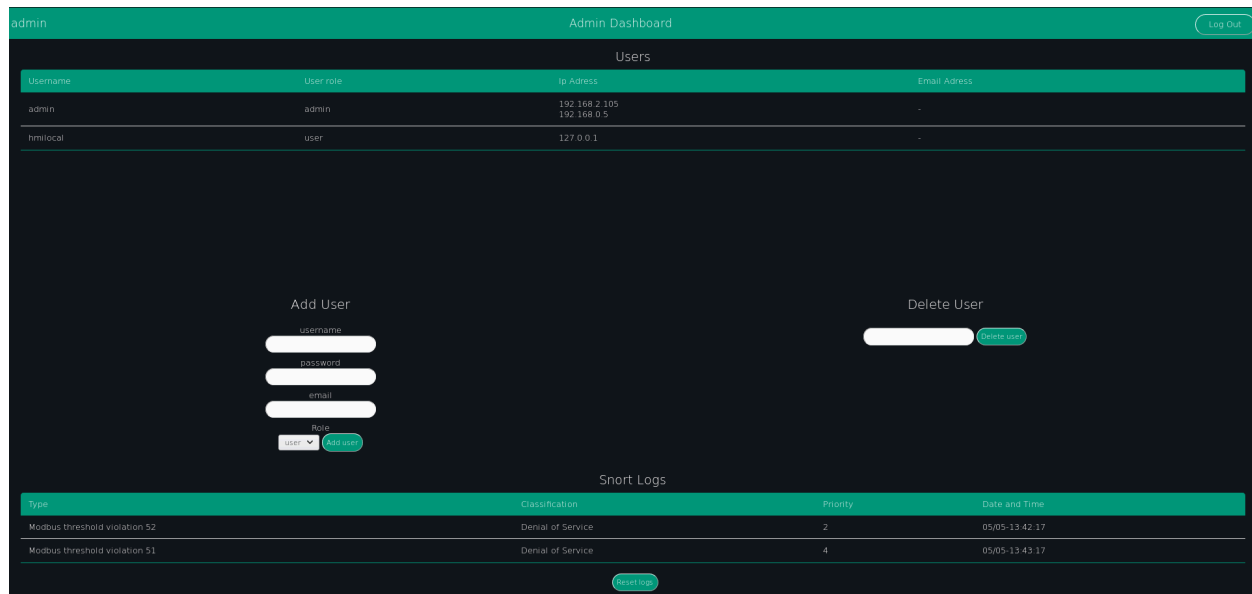 admin Admin Dashboard Log Out
Users
Username User role Ip Adress Email Adress
admin admin 192.168.2.105 -
192.168.0.5
hmilocal user 127.0.0.1 -
Add User
username
password
email
Role
user Add user
Delete User
Delete user
Snort Logs
Type Classification Priority Date and Time
Modbus threshold violation 52 Denial of Service 2 05/05-13:42:17
Modbus threshold violation 51 Denial of Service 4 05/05-13:43:17
Reset logs